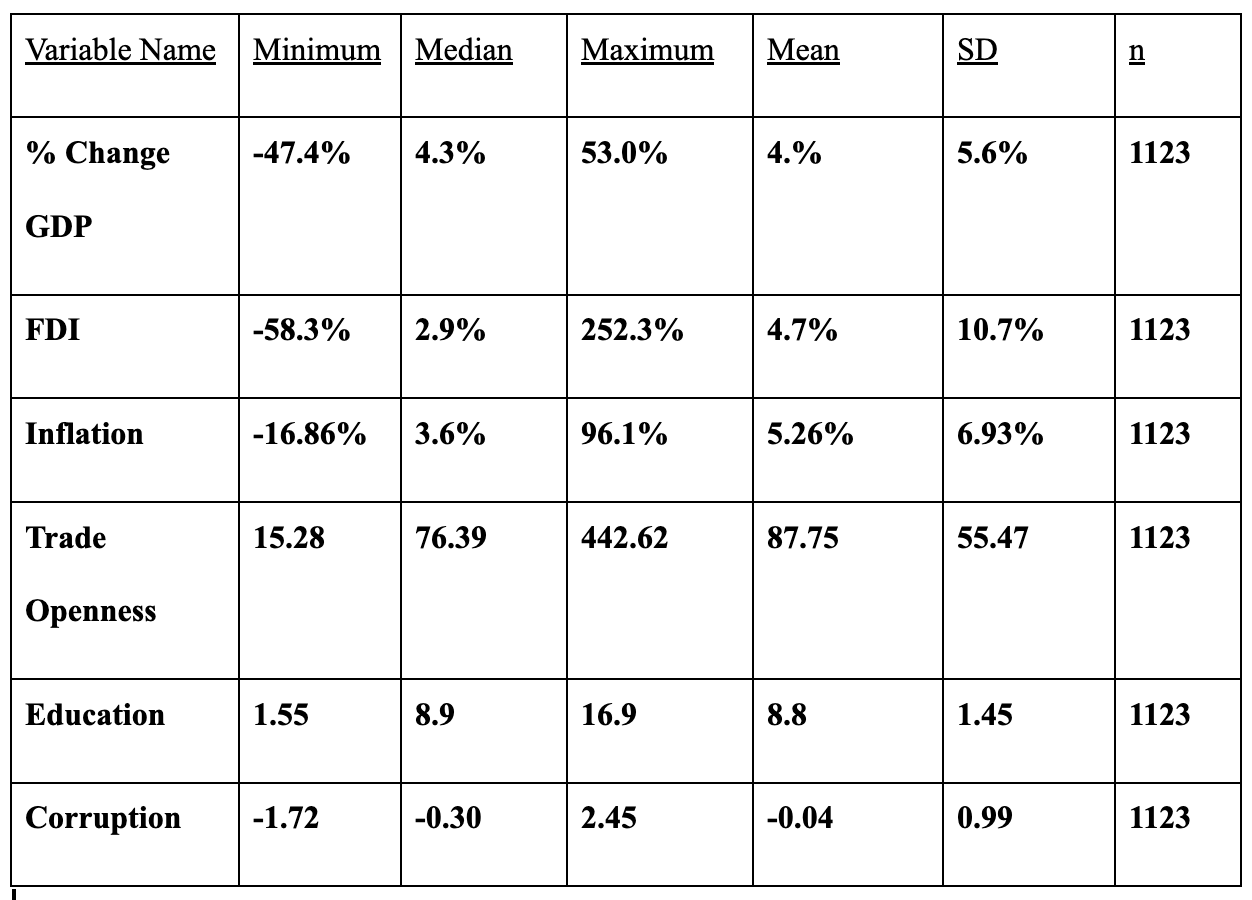 Variable Name Minimum Median Maximum Mean SD n
% Change GDP -47.4% 4.3% 53.0% 4.% 5.6% 1123
FDI -58.3% 2.9% 252.3% 4.7% 10.7% 1123
Inflation -16.86% 3.6% 96.1% 5.26% 6.93% 1123
Trade Openness 15.28 76.39 442.62 87.75 55.47 1123
Education 1.55 8.9 16.9 8.8 1.45 1123
Corruption -1.72 -0.30 2.45 -0.04 0.99 1123